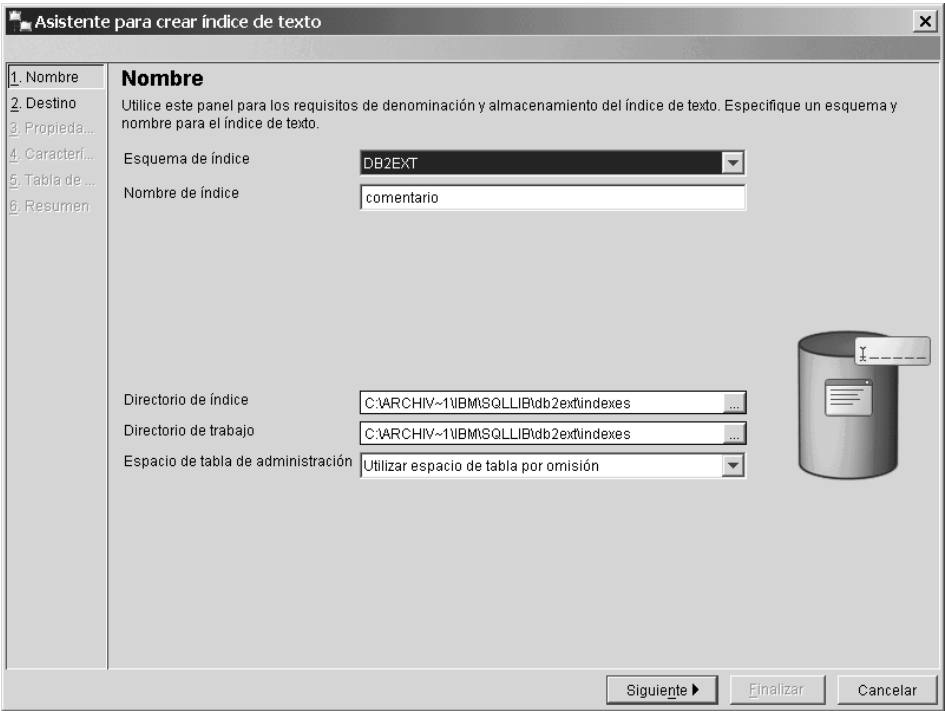 Asistente para crear índice de texto
1. Nombre
2. Destino
3. Propieda...
4. Caracterí...
5. Tabla de ...
6. Resumen
Nombre
Utilice este panel para los requisitos de denominación y almacenamiento del índice de texto. Especifique un esquema y
nombre para el índice de texto.
Esquema de índice DB2EXT
Nombre de índice comentario
Directorio de índice C:\ARCHIV~1\IBM\SQLLIB\db2ext\indexes ...
Directorio de trabajo C:\ARCHIV~1\IBM\SQLLIB\db2ext\indexes ...
Espacio de tabla de administración Utilizar espacio de tabla por omisión
Siguiente Finalizar Cancelar